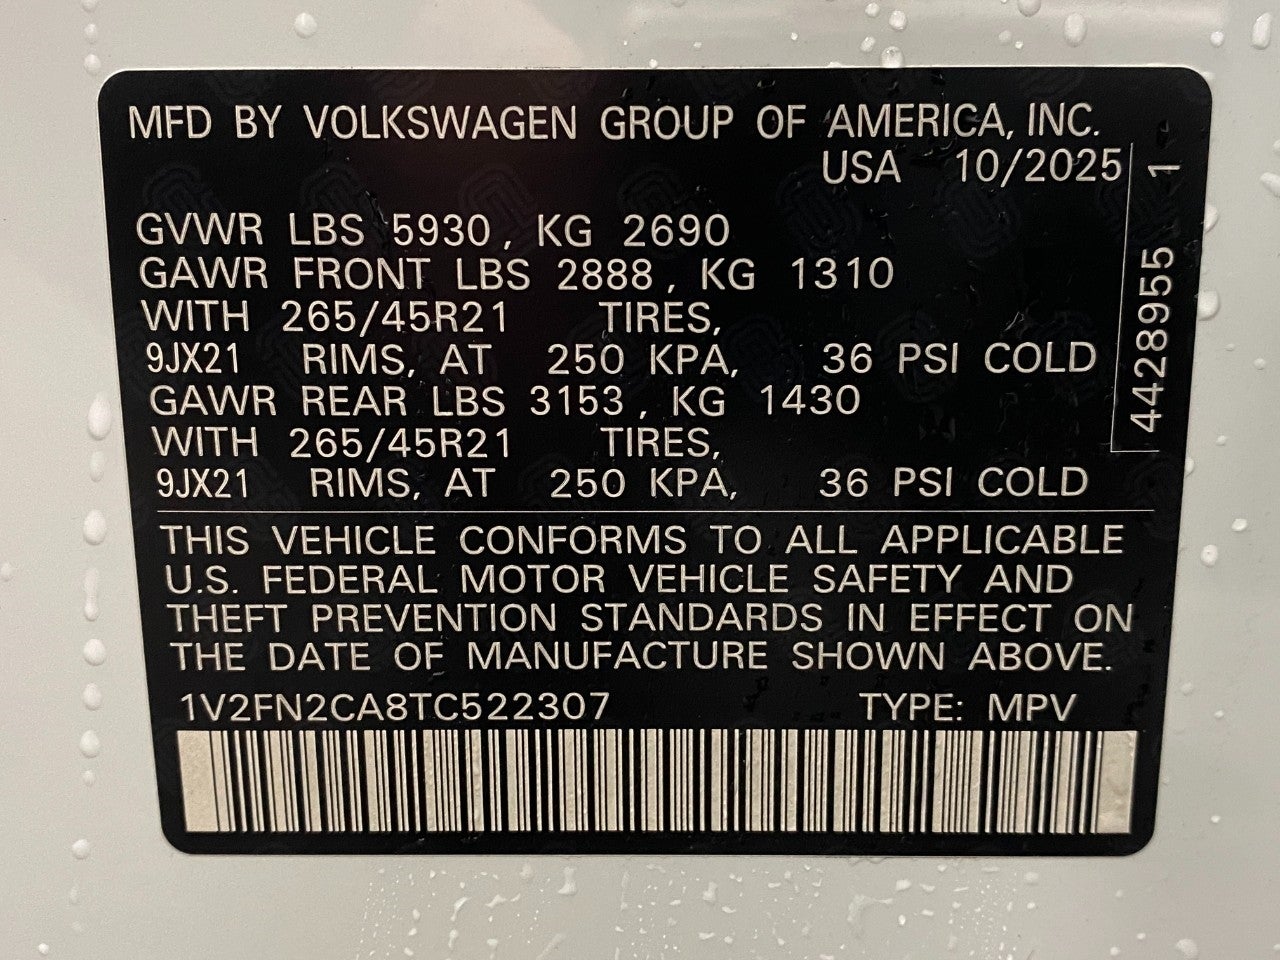 MFD BY VOLKSWAGEN GROUP OF AMERICA, INC.
USA 10/2025
GVWR LBS 5930, KG 2690
GAWR FRONT LBS 2888, KG 1310
WITH 265/45R21 TIRES,
9JX21 RIMS, AT 250 KPA, 36 PSI COLD
GAWR REAR LBS 3153, KG 1430
WITH 265/45R21 TIRES,
9JX21 RIMS, AT 250 KPA, 36 PSI COLD
4428955 1
THIS VEHICLE CONFORMS TO ALL APPLICABLE
U.S. FEDERAL MOTOR VEHICLE SAFETY AND
THEFT PREVENTION STANDARDS IN EFFECT ON
THE DATE OF MANUFACTURE SHOWN ABOVE.
1V2FN2CA8TC522307 TYPE: MPV